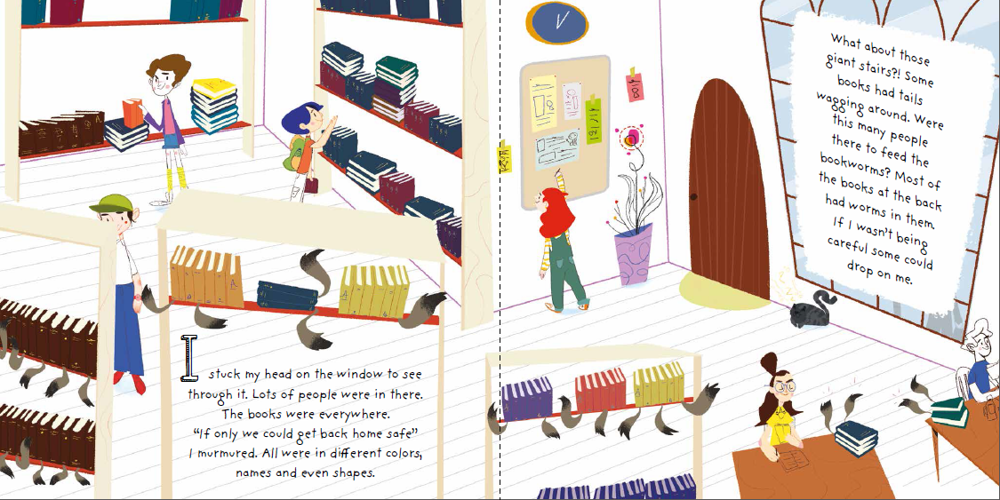 I stuck my head on the window to see
through it. Lots of people were in there.
The books were everywhere.
“If only we could get back home safe”
I murmured. All were in different colors,
names and even shapes.
What about those
giant stairs?! Some
books had tails
wagging around. Were
this many people
there to feed the
bookworms? Most of
the books at the back
had worms in them.
If I wasn't being
careful some could
drop on me.